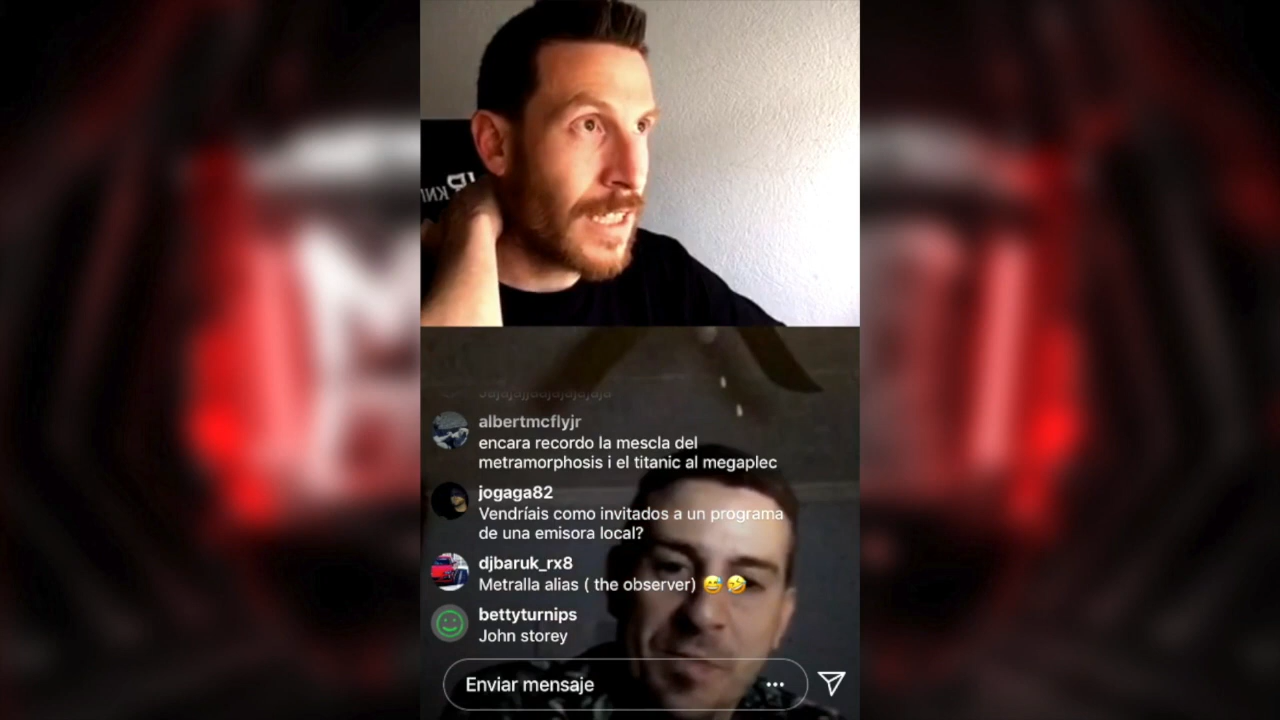 albertmcflyjr
encara recordo la mescla del
metramorphosis i el titanic al megaplec
jogaga82
Vendríais como invitados a un programa
de una emisora local?
djbaruk_rx8
Metralla alias ( the observer) 😅🤣
bettyturnips
John storey
Enviar mensaje